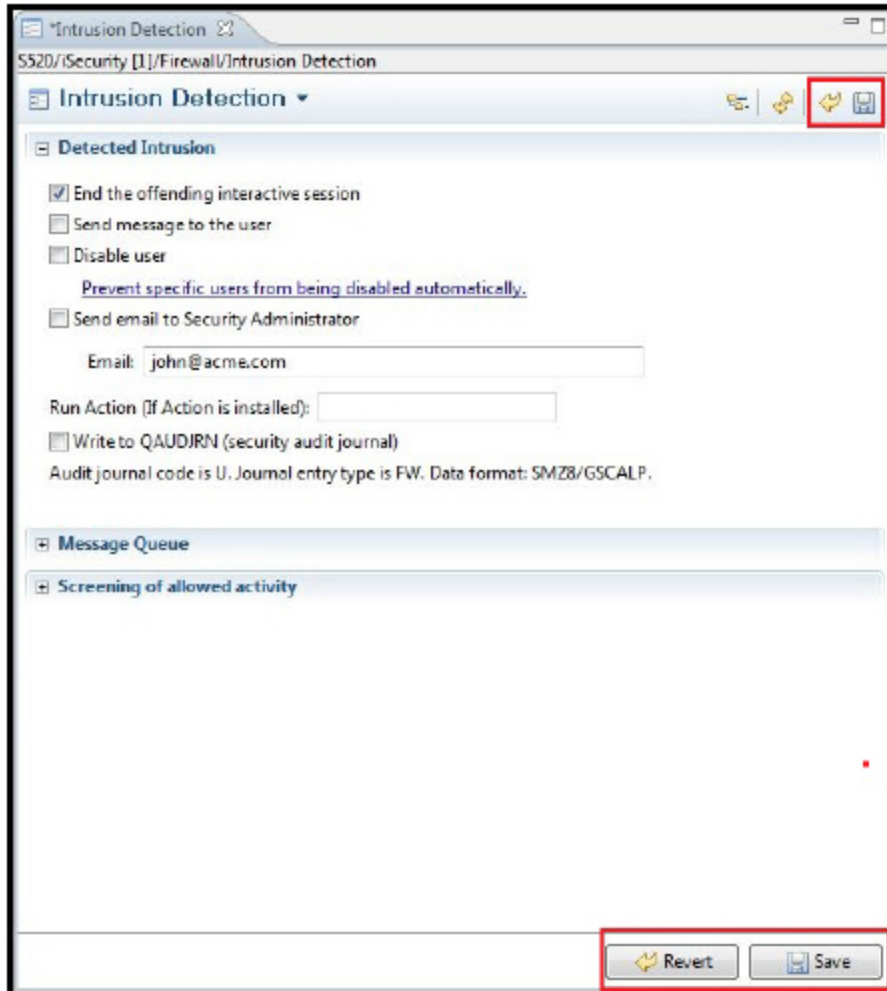 *Intrusion Detection
S520/iSecurity [1]/Firewall/Intrusion Detection
Intrusion Detection
Detected Intrusion
End the offending interactive session
Send message to the user
Disable user
Prevent specific users from being disabled automatically.
Send email to Security Administrator
Email: john@acme.com
Run Action (If Action is installed):
Write to QAUDJRN (security audit journal)
Audit journal code is U. Journal entry type is FW. Data format: SMZ8/GSCALP.
Message Queue
Screening of allowed activity
Revert Save